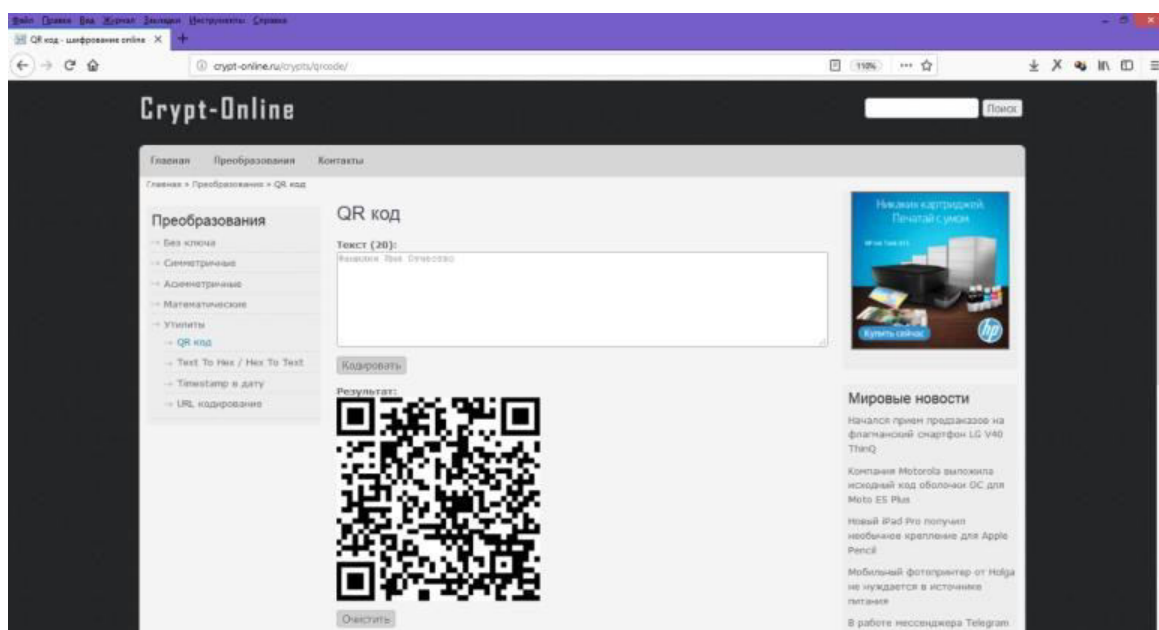 Файл Правка Вид Журнал Закладки Инструменты Справка
QR код - шифрование online
crypt-online.ru/crypts/qrcode/
110%
Crypt-Online
Поиск
Главная Преобразования Контакты
Главная » Преобразования » QR код
Преобразования
Без ключа
Симметричные
Асимметричные
Математические
Утилиты
QR код
Text To Hex / Hex To Text
Timestamp в дату
URL кодирование
QR код
Текст (20):
Фамилия Имя Отчество
Кодировать
Результат:
Очистить
Никаких картриджей.
Печатай с умом
Купить сейчас
hp
Мировые новости
Начался прием предзаказов на
флагманский смартфон LG V40
ThinQ
Компания Motorola выложила
исходный код оболочки ОС для
Moto E5 Plus
Новый iPad Pro получил
необычное крепление для Apple
Pencil
Мобильный фотопринтер от Holga
не нуждается в источнике
питания
В работе мессенджера Telegram